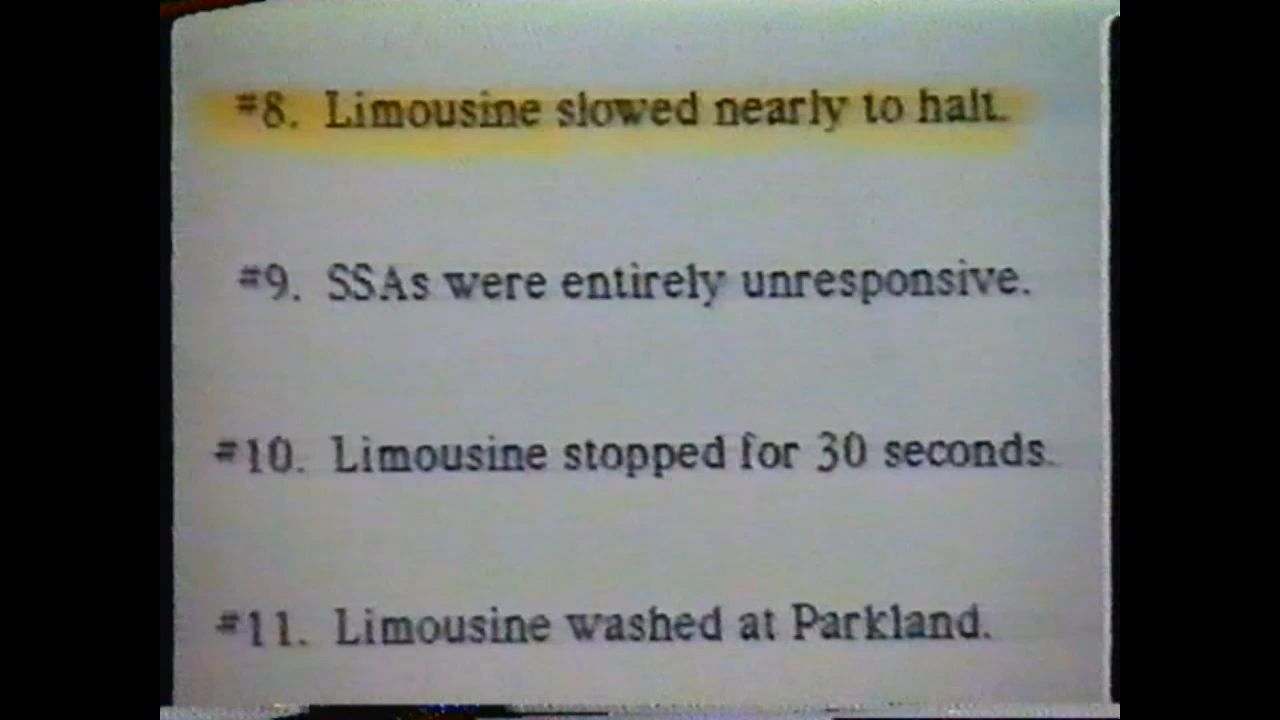 #8. Limousine slowed nearly to halt.
#9. SSAs were entirely unresponsive.
#10. Limousine stopped for 30 seconds.
#11. Limousine washed at Parkland.